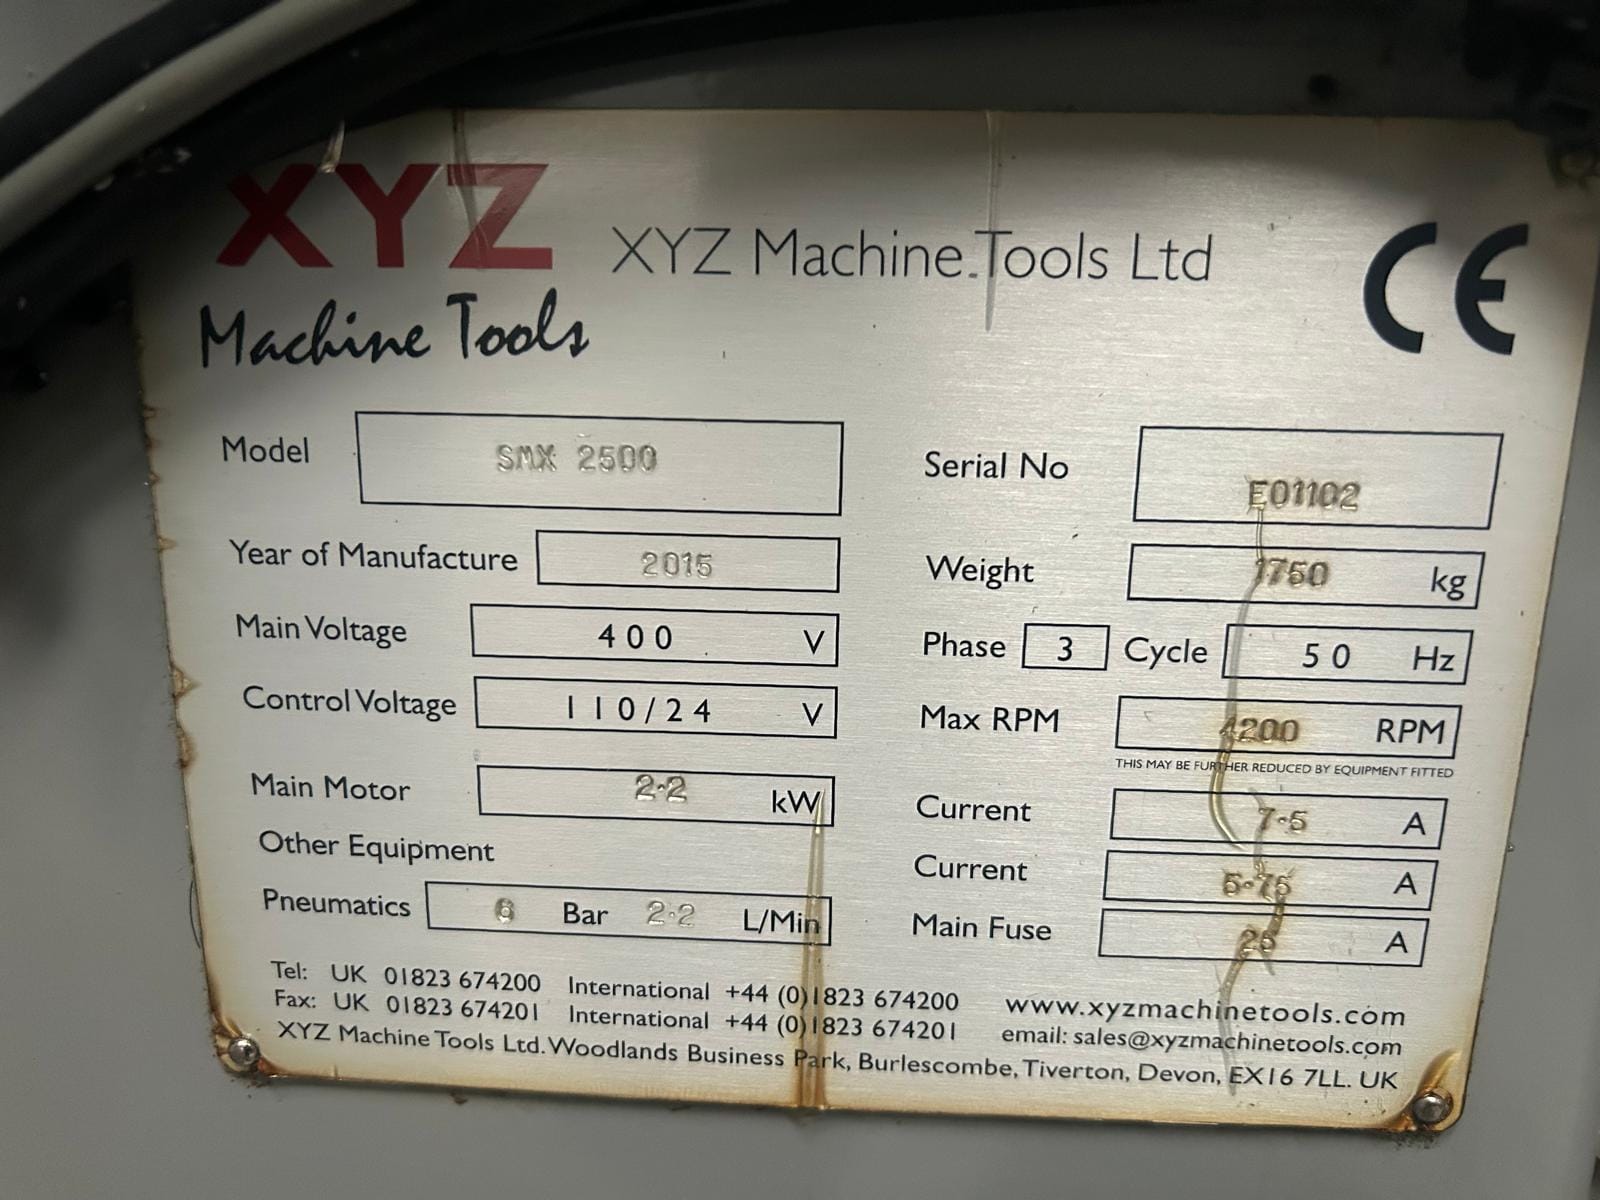 XYZ
Machine Tools
XYZ Machine Tools Ltd
CE
Model SMX 2500
Serial No E01102
Year of Manufacture 2015
Weight 1750 kg
Main Voltage 400 V
Phase 3 Cycle 50 Hz
Control Voltage 110/24 V
Max RPM 4200 RPM
THIS MAY BE FURTHER REDUCED BY EQUIPMENT FITTED
Main Motor 2·2 kW
Current 7·5 A
Other Equipment
Current 5·75 A
Pneumatics 6 Bar 2·2 L/Min
Main Fuse 25 A
Tel: UK 01823 674200 International +44 (0)1823 674200 www.xyzmachinetools.com
Fax: UK 01823 674201 International +44 (0)1823 674201 email: sales@xyzmachinetools.com
XYZ Machine Tools Ltd. Woodlands Business Park, Burlescombe, Tiverton, Devon, EX16 7LL. UK